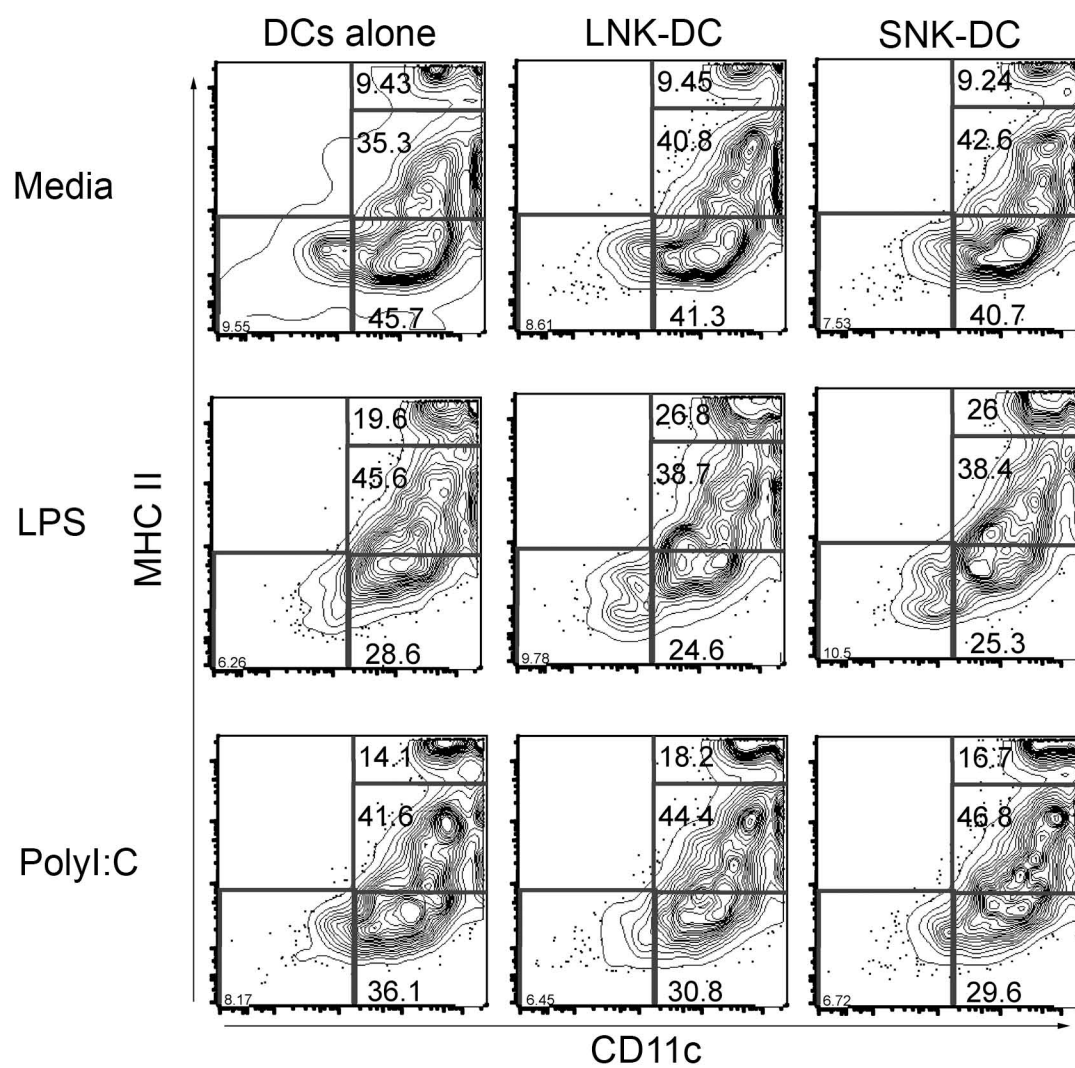 DCs alone LNK-DC SNK-DC
Media
9.43 9.45 9.24
35.3 40.8 42.6
9.55 45.7 8.61 41.3 7.53 40.7
MHC II
LPS
19.6 26.8 26
45.6 38.7 38.4
6.26 28.6 9.78 24.6 10.5 25.3
PolyI:C
14.1 18.2 16.7
41.6 44.4 46.8
8.17 36.1 6.45 30.8 6.72 29.6
CD11c